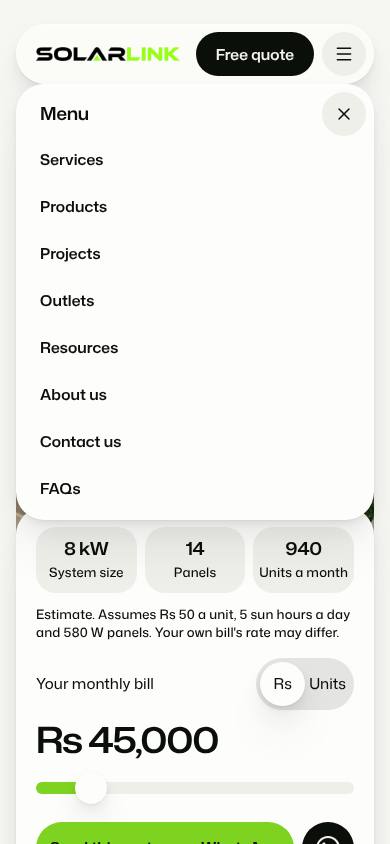 SOLARLINK
Free quote
Menu
Services
Products
Projects
Outlets
Resources
About us
Contact us
FAQs
8 kW
System size
14
Panels
940
Units a month
Estimate. Assumes Rs 50 a unit, 5 sun hours a day
and 580 W panels. Your own bill's rate may differ.
Your monthly bill
Rs
Units
Rs 45,000